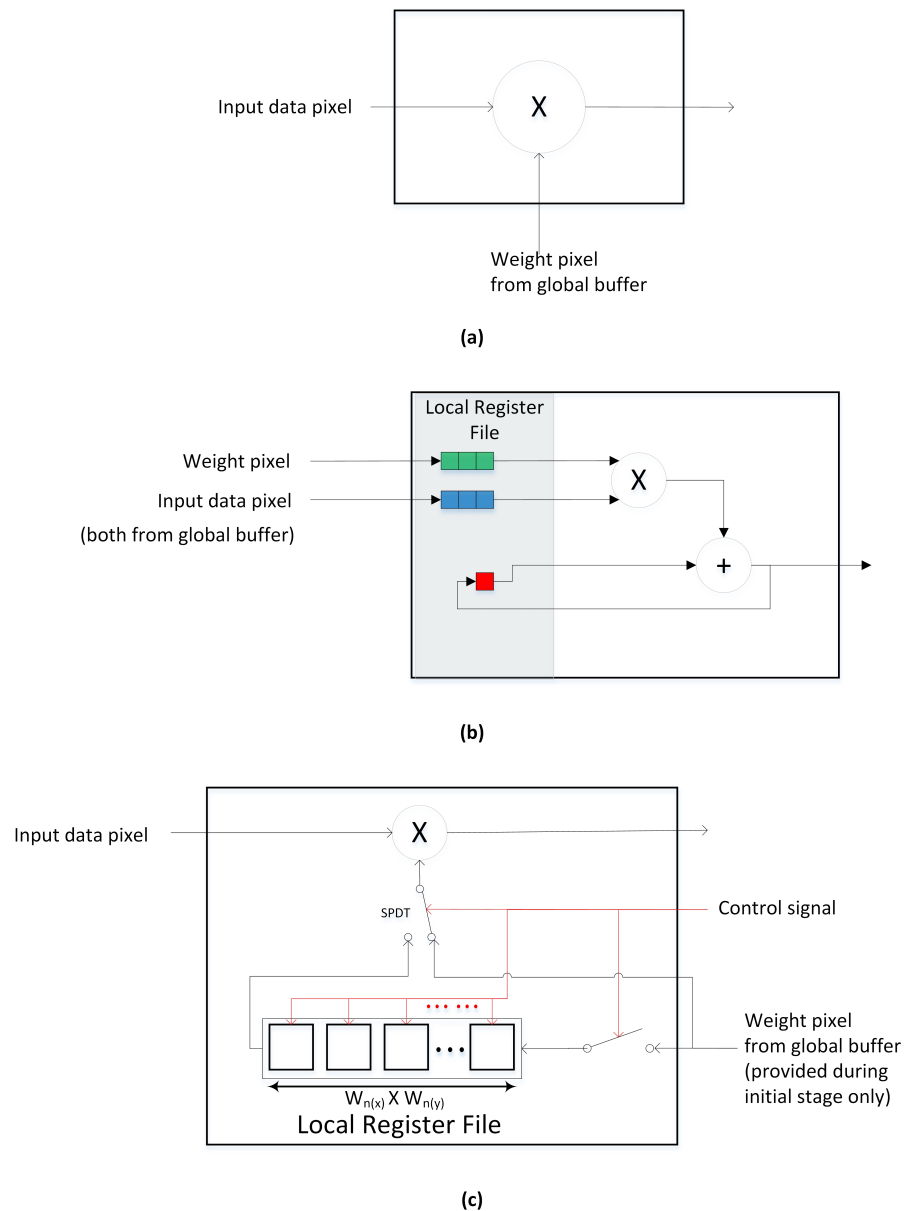 Input data pixel
X
Weight pixel
from global buffer
(a)
Local Register
File
Weight pixel
Input data pixel
(both from global buffer)
X
+
(b)
Input data pixel
X
SPDT
Control signal
Weight pixel
from global buffer
(provided during
initial stage only)
Wn(x) X Wn(y)
Local Register File
(c)